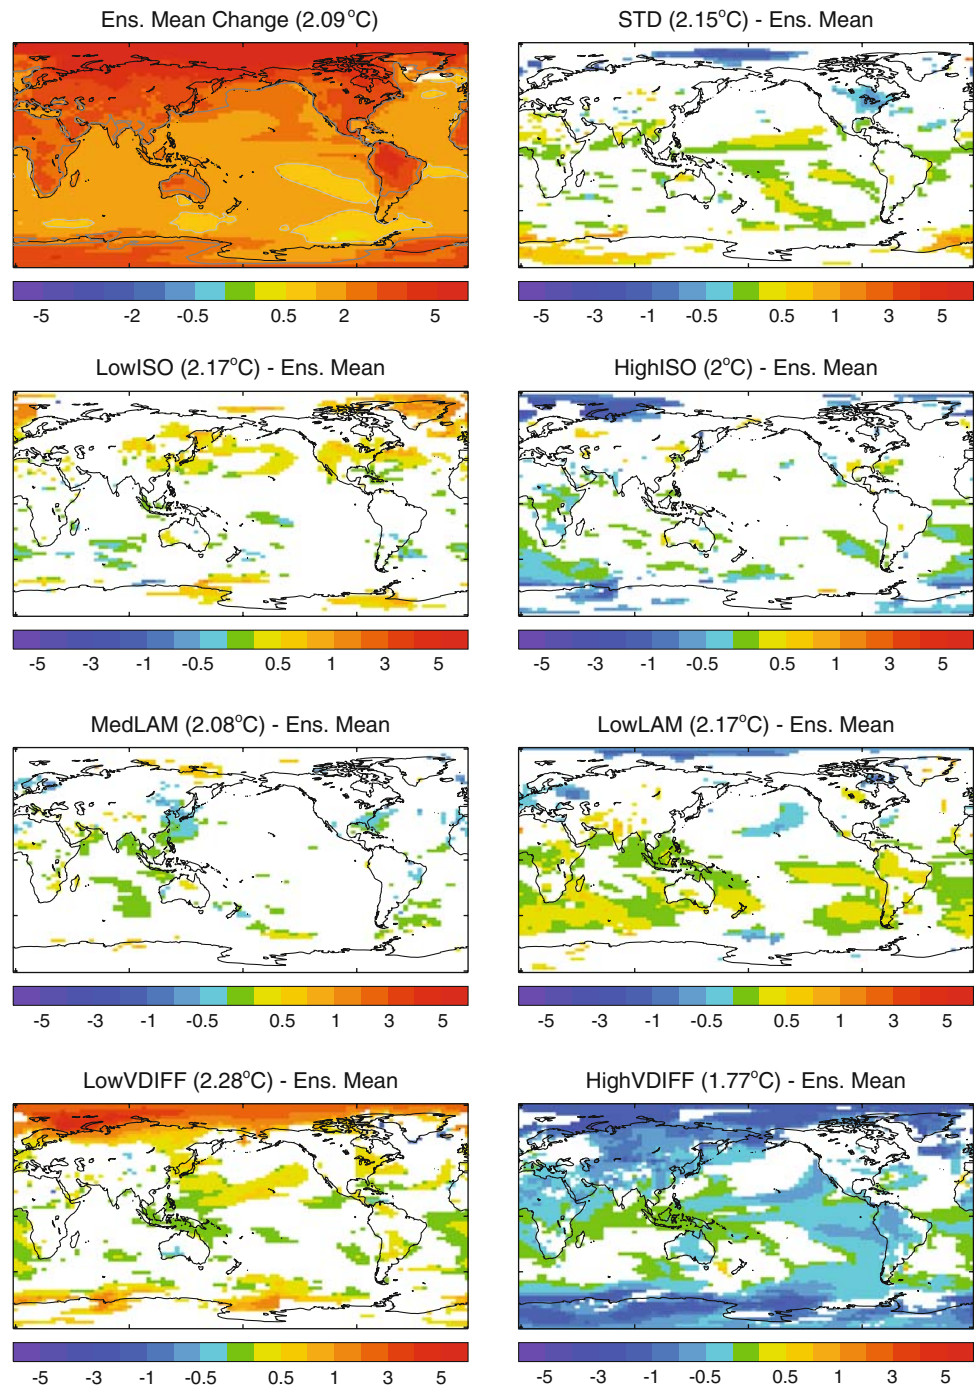 Ens. Mean Change (2.09°C)
STD (2.15°C) - Ens. Mean
-5 -2 -0.5 0.5 2 5
-5 -3 -1 -0.5 0.5 1 3 5
LowISO (2.17°C) - Ens. Mean
HighISO (2°C) - Ens. Mean
-5 -3 -1 -0.5 0.5 1 3 5
-5 -3 -1 -0.5 0.5 1 3 5
MedLAM (2.08°C) - Ens. Mean
LowLAM (2.17°C) - Ens. Mean
-5 -3 -1 -0.5 0.5 1 3 5
-5 -3 -1 -0.5 0.5 1 3 5
LowVDIFF (2.28°C) - Ens. Mean
HighVDIFF (1.77°C) - Ens. Mean
-5 -3 -1 -0.5 0.5 1 3 5
-5 -3 -1 -0.5 0.5 1 3 5